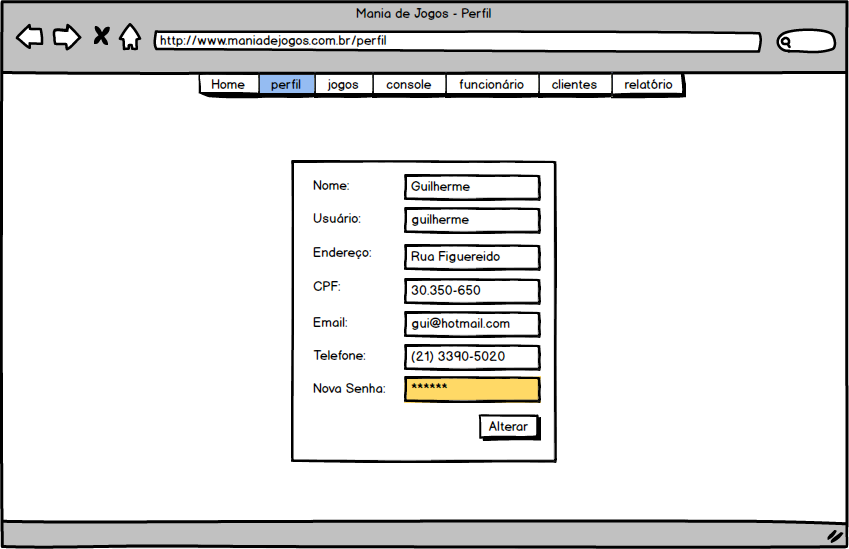 Mania de Jogos - Perfil
http://www.maniadejogos.com.br/perfil
Home perfil jogos console funcionário clientes relatório
Nome: Guilherme
Usuário: guilherme
Endereço: Rua Figuereido
CPF: 30.350-650
Email: gui@hotmail.com
Telefone: (21) 3390-5020
Nova Senha: ******
Alterar